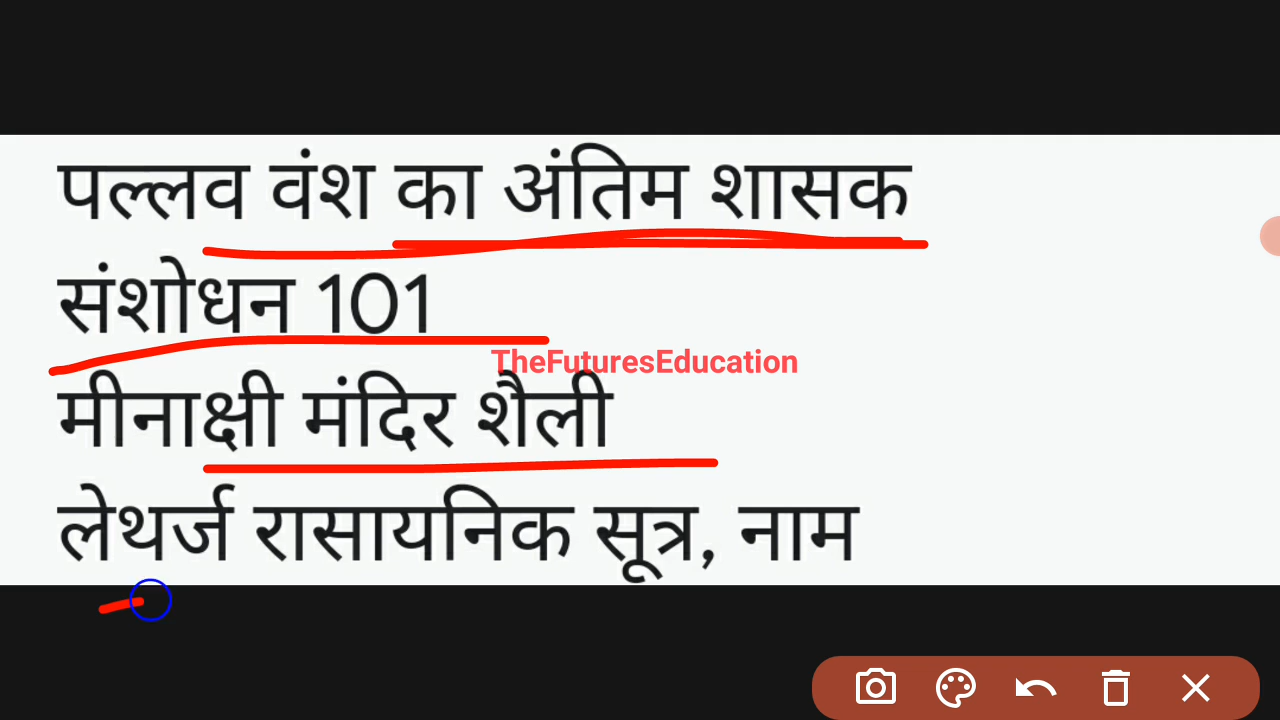 पल्लव वंश का अंतिम शासक
संशोधन 101
TheFuturesEducation
मीनाक्षी मंदिर शैली
लेथर्ज रासायनिक सूत्र, नाम